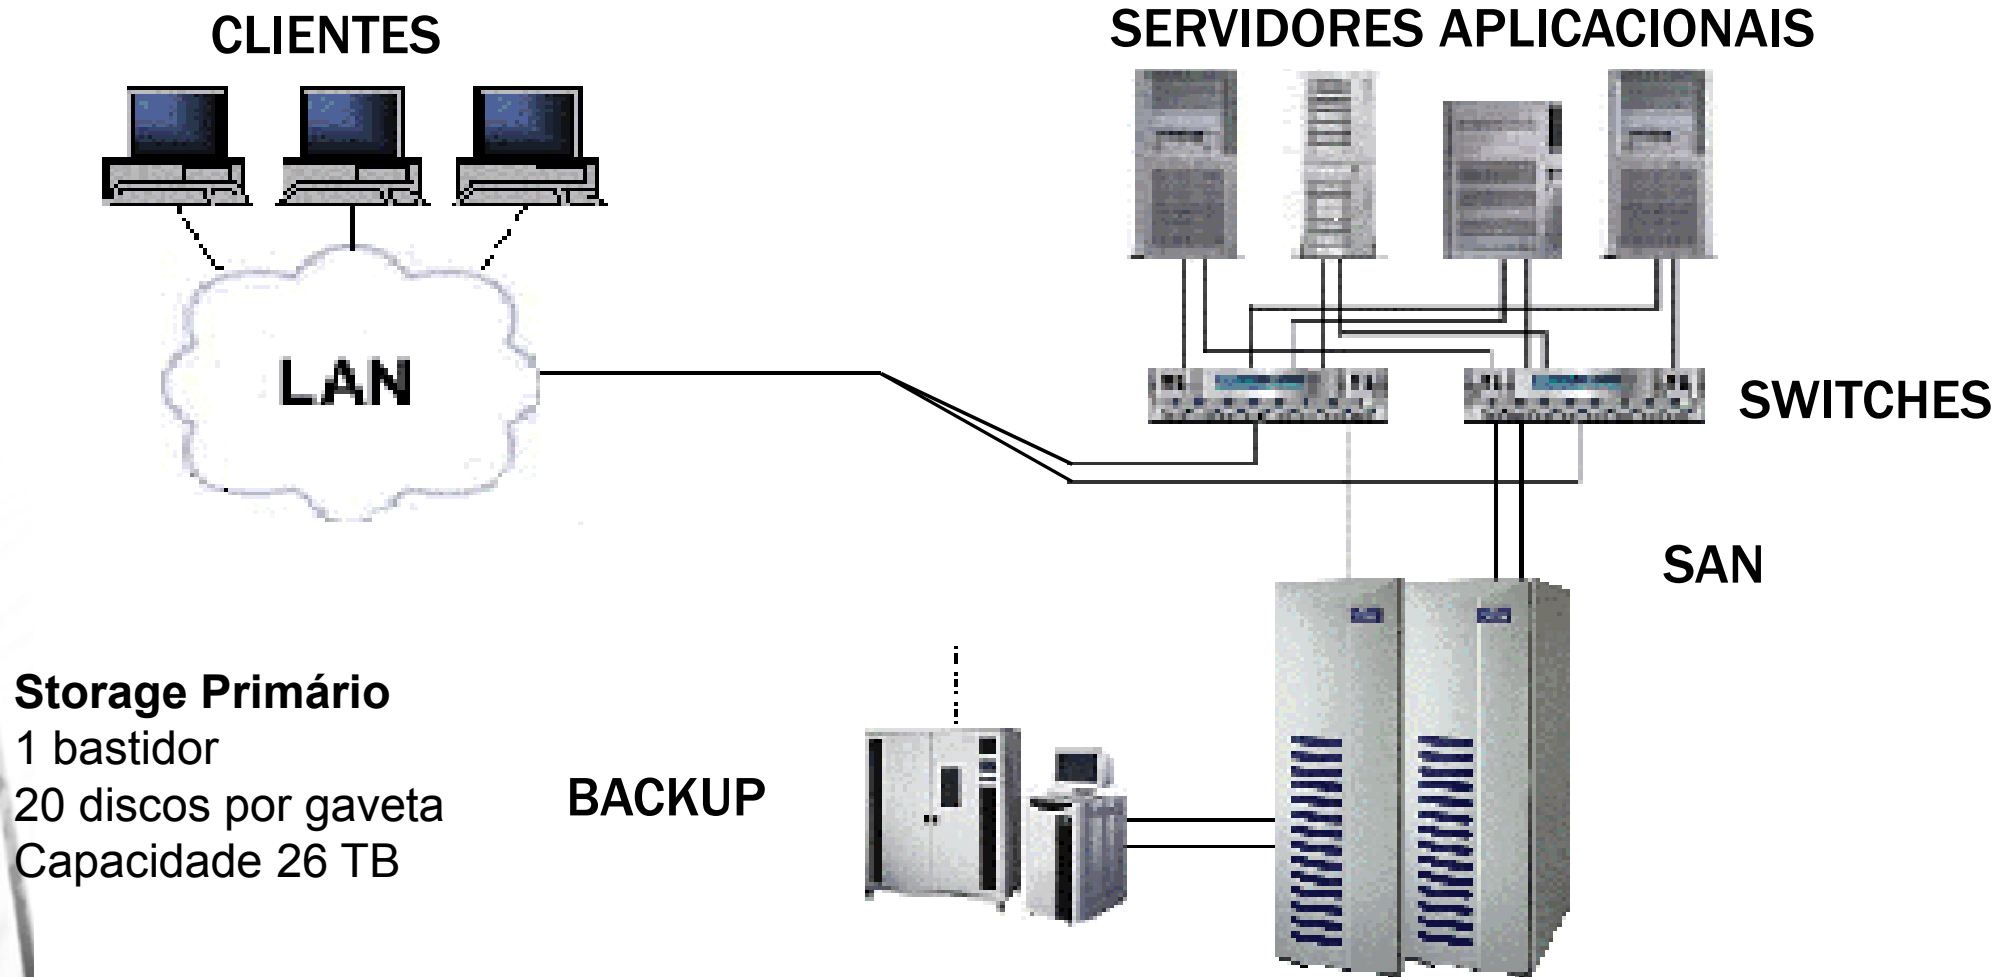 CLIENTES
SERVIDORES APLICACIONAIS
LAN
SWITCHES
SAN
Storage Primário
1 bastidor
20 discos por gaveta
Capacidade 26 TB
BACKUP